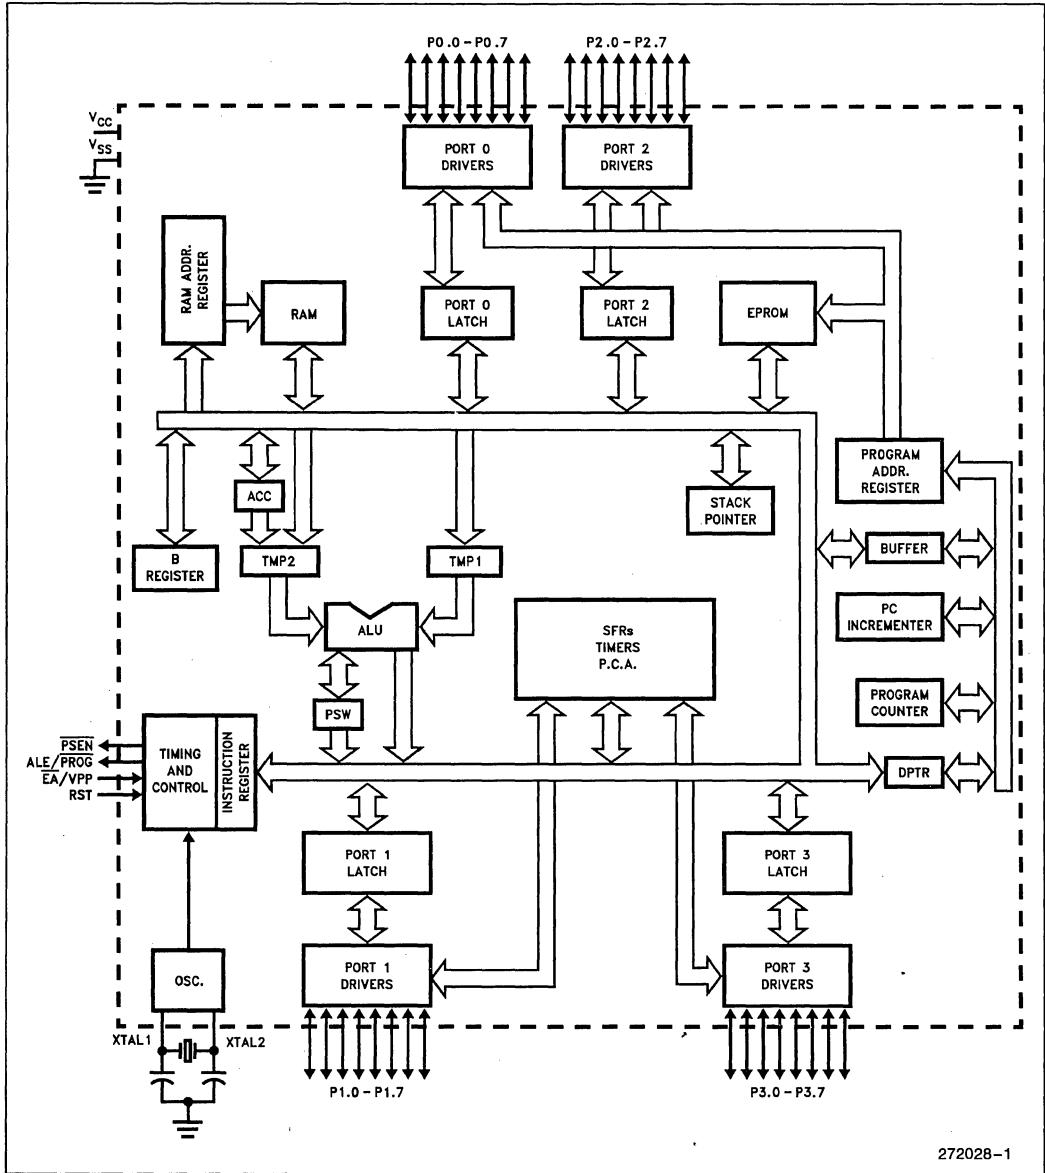 P0.0-P0.7
P2.0-P2.7
VCC
VSS
PORT 0
DRIVERS
PORT 2
DRIVERS
RAM ADDR.
REGISTER
RAM
PORT 0
LATCH
PORT 2
LATCH
EPROM
PROGRAM
ADDR.
REGISTER
ACC
STACK
POINTER
B
REGISTER
TMP2
TMP1
BUFFER
ALU
SFRs
TIMERS
P.C.A.
PC
INCREMENTER
PSW
PROGRAM
COUNTER
PSEN
ALE/PROG
EA/VPP
RST
TIMING
AND
CONTROL
INSTRUCTION
REGISTER
DPTR
PORT 1
LATCH
PORT 3
LATCH
OSC.
PORT 1
DRIVERS
PORT 3
DRIVERS
XTAL1
XTAL2
P1.0-P1.7
P3.0-P3.7
272028-1